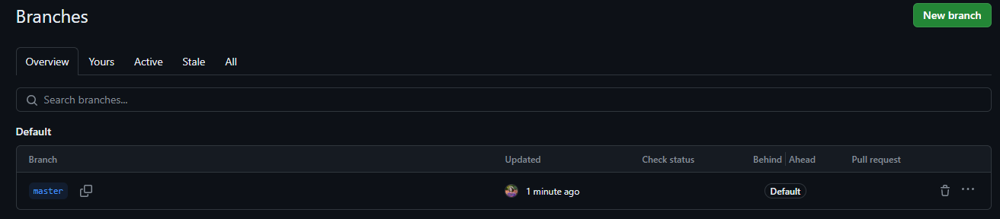 Branches
New branch
Overview Yours Active Stale All
Search branches...
Default
Branch Updated Check status Behind Ahead Pull request
master 1 minute ago Default